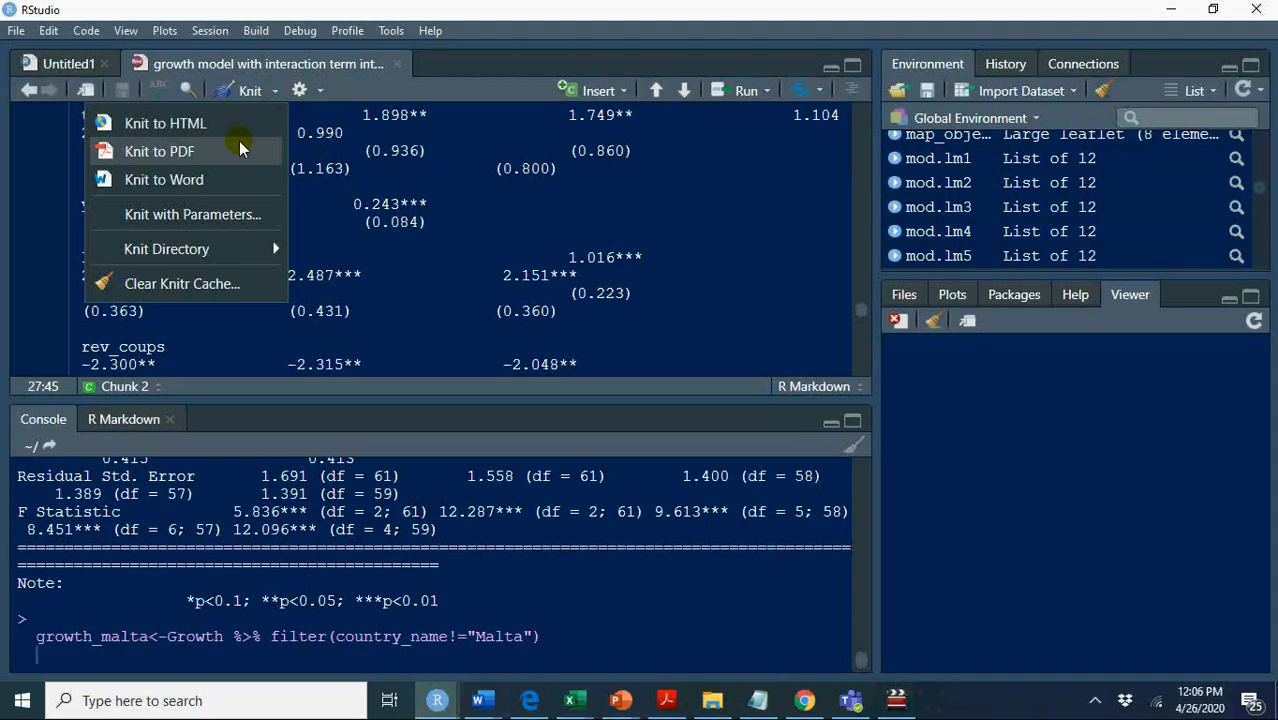 RStudio
File Edit Code View Plots Session Build Debug Profile Tools Help
Untitled1 growth model with interaction term int...
ABC Knit Insert Run
Knit to HTML
Knit to PDF
Knit to Word
Knit with Parameters...
Knit Directory
Clear Knitr Cache...
1.898** 1.749** 1.104
0.990
(0.936) (0.860)
(1.163) (0.800)
0.243***
(0.084)
1.016***
2.487*** 2.151***
(0.223)
(0.363) (0.431) (0.360)
rev_coups
-2.300** -2.315** -2.048**
27:45 C Chunk 2 R Markdown
Console R Markdown
~/
0.415 0.413
Residual Std. Error 1.691 (df = 61) 1.558 (df = 61) 1.400 (df = 58)
1.389 (df = 57) 1.391 (df = 59)
F Statistic 5.836*** (df = 2; 61) 12.287*** (df = 2; 61) 9.613*** (df = 5; 58)
8.451*** (df = 6; 57) 12.096*** (df = 4; 59)
=====================================================================================
===========================================
Note:
*p<0.1; **p<0.05; ***p<0.01
>
growth_malta<-Growth %>% filter(country_name!="Malta")
Environment History Connections
Import Dataset List
Global Environment
map_obje... Large leaflet (8 eleme...
mod.lm1 List of 12
mod.lm2 List of 12
mod.lm3 List of 12
mod.lm4 List of 12
mod.lm5 List of 12
Files Plots Packages Help Viewer
Type here to search
12:06 PM
4/26/2020
25